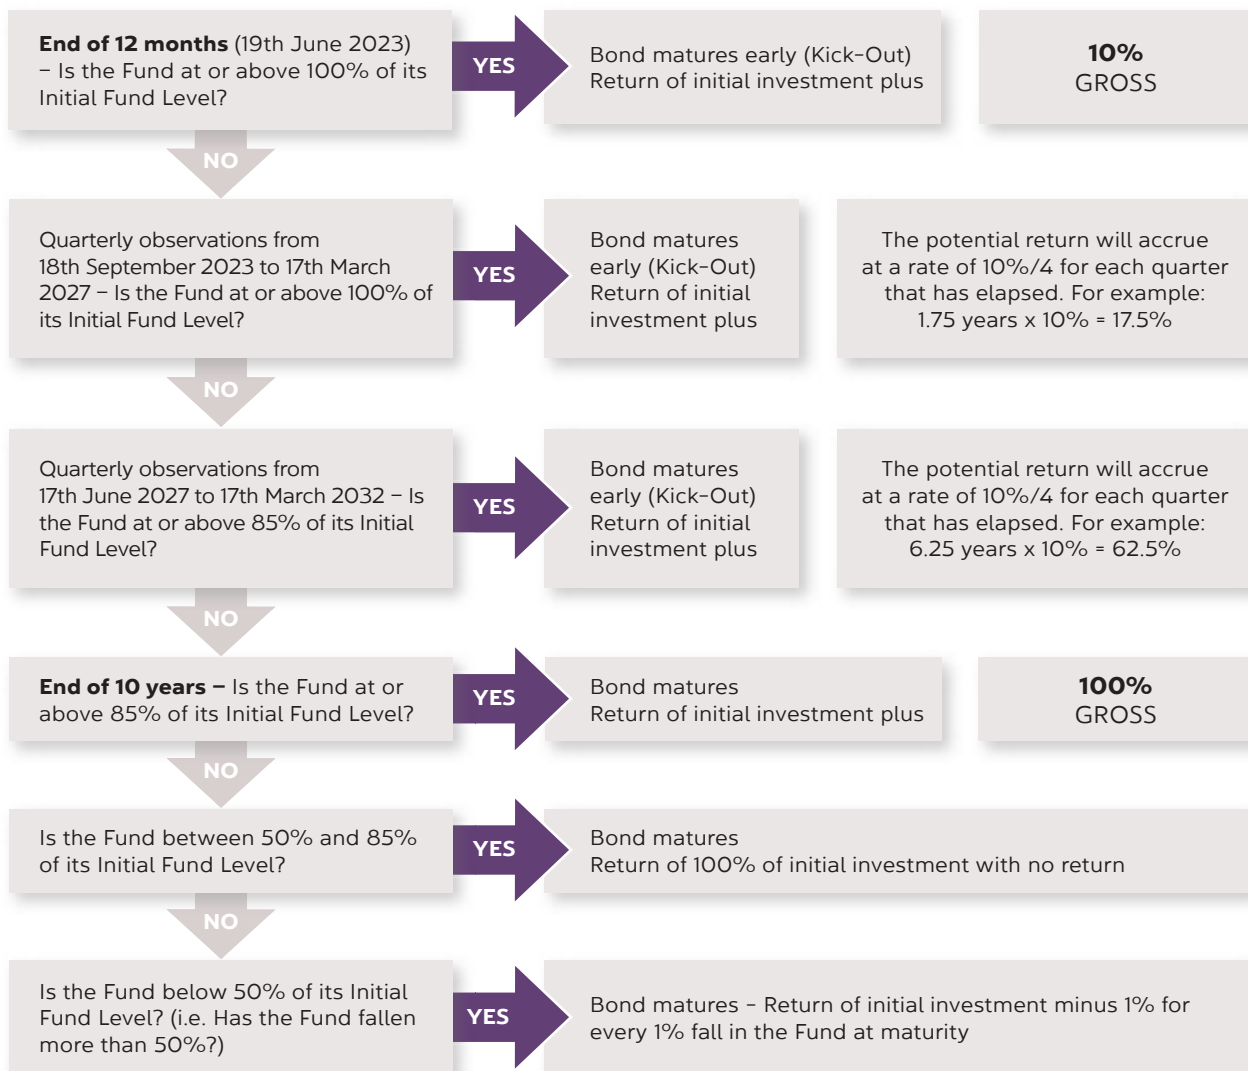 End of 12 months (19th June 2023)
– Is the Fund at or above 100% of its
Initial Fund Level?
YES
Bond matures early (Kick-Out)
Return of initial investment plus
10%
GROSS
NO
Quarterly observations from
18th September 2023 to 17th March
2027 – Is the Fund at or above 100% of
its Initial Fund Level?
YES
Bond matures
early (Kick-Out)
Return of initial
investment plus
The potential return will accrue
at a rate of 10%/4 for each quarter
that has elapsed. For example:
1.75 years x 10% = 17.5%
NO
Quarterly observations from
17th June 2027 to 17th March 2032 – Is
the Fund at or above 85% of its Initial
Fund Level?
YES
Bond matures
early (Kick-Out)
Return of initial
investment plus
The potential return will accrue
at a rate of 10%/4 for each quarter
that has elapsed. For example:
6.25 years x 10% = 62.5%
NO
End of 10 years – Is the Fund at or
above 85% of its Initial Fund Level?
YES
Bond matures
Return of initial investment plus
100%
GROSS
NO
Is the Fund between 50% and 85%
of its Initial Fund Level?
YES
Bond matures
Return of 100% of initial investment with no return
NO
Is the Fund below 50% of its Initial
Fund Level? (i.e. Has the Fund fallen
more than 50%?)
YES
Bond matures – Return of initial investment minus 1% for
every 1% fall in the Fund at maturity